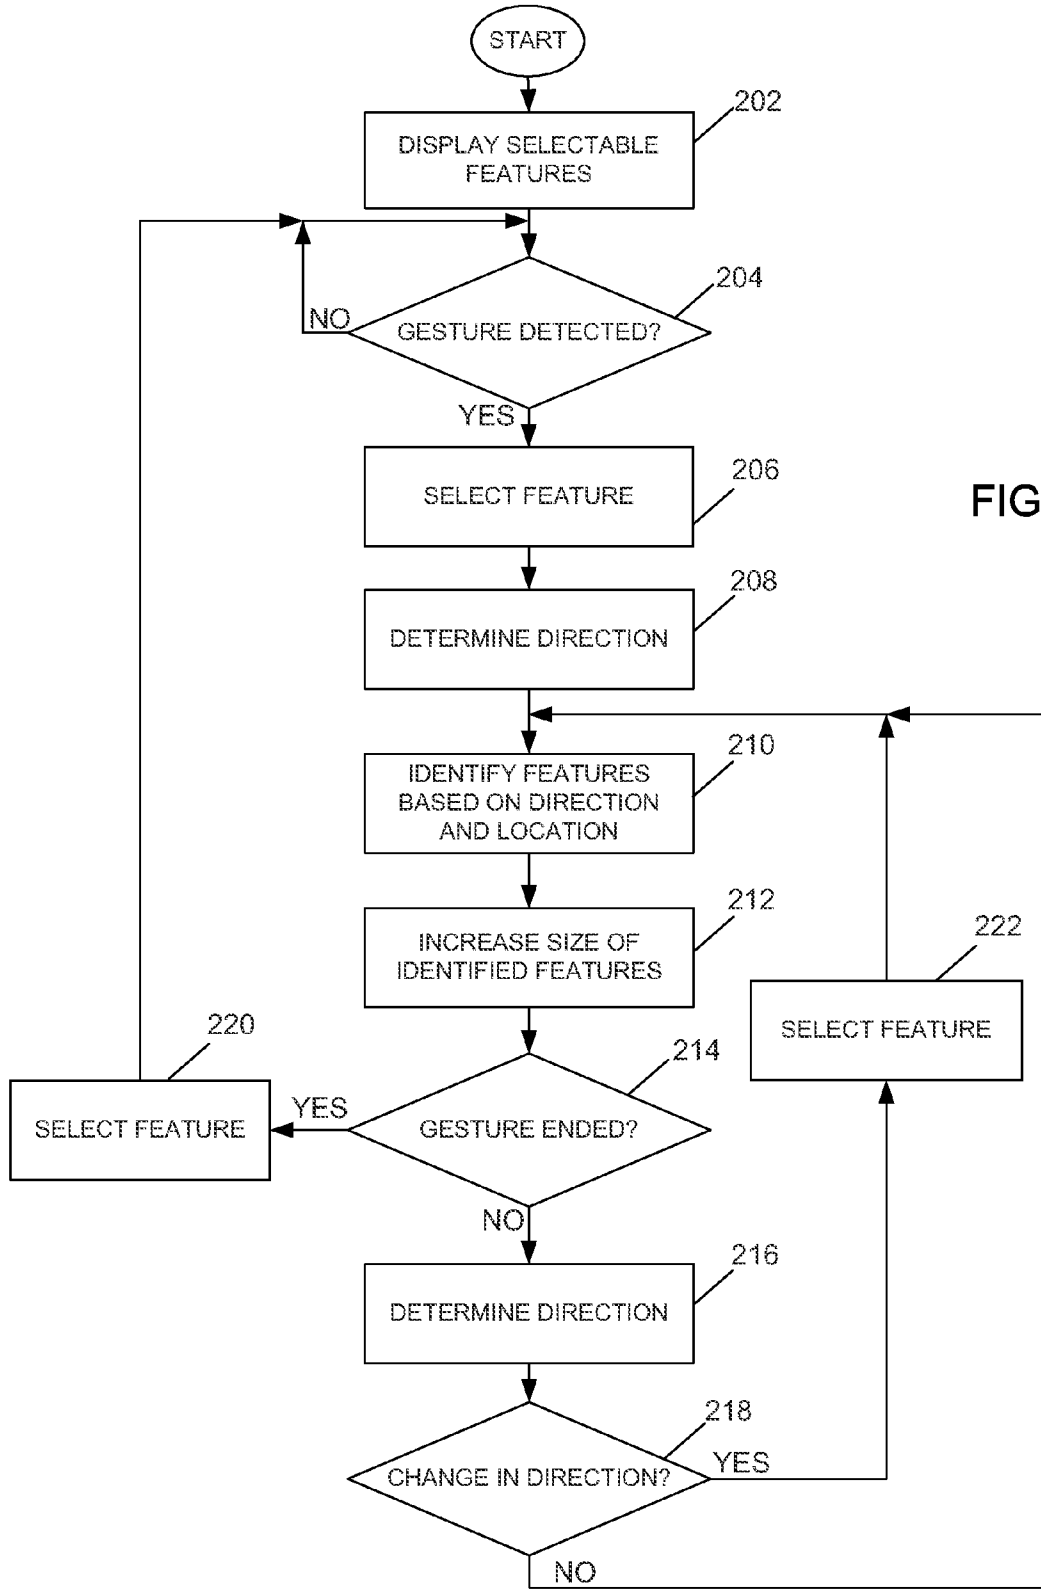 START
202
DISPLAY SELECTABLE
FEATURES
204
NO
GESTURE DETECTED?
YES
206
SELECT FEATURE
FIG
208
DETERMINE DIRECTION
210
IDENTIFY FEATURES
BASED ON DIRECTION
AND LOCATION
212
INCREASE SIZE OF
IDENTIFIED FEATURES
222
SELECT FEATURE
220
214
YES
SELECT FEATURE
GESTURE ENDED?
NO
216
DETERMINE DIRECTION
218
CHANGE IN DIRECTION?
YES
NO